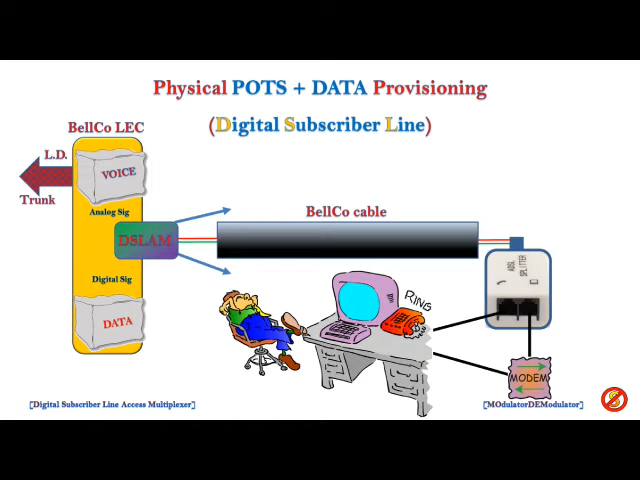 Physical POTS + DATA Provisioning
(Digital Subscriber Line)
BellCo LEC
L.D.
VOICE
Trunk
Analog Sig
BellCo cable
DSLAM
ADSL
SPLITTER
Digital Sig
RING
DATA
MODEM
[Digital Subscriber Line Access Multiplexer]
[MOdulatorDEModulator]